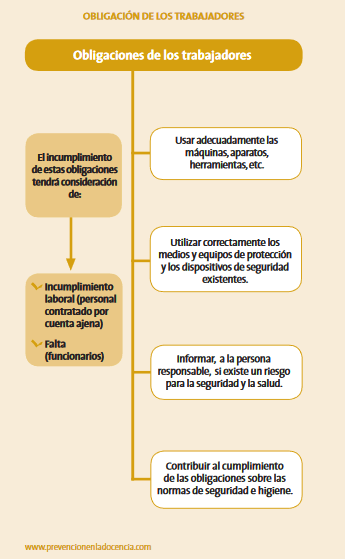 OBLIGACIÓN DE LOS TRABAJADORES
Obligaciones de los trabajadores
El incumplimiento
de estas obligaciones
tendrá consideración
de:
Incumplimiento
laboral (personal
contratado por
cuenta ajena)
Falta
(funcionarios)
Usar adecuadamente las
máquinas, aparatos,
herramientas, etc.
Utilizar correctamente los
medios y equipos de protección
y los dispositivos de seguridad
existentes.
Informar, a la persona
responsable, si existe un riesgo
para la seguridad y la salud.
Contribuir al cumplimiento
de las obligaciones sobre las
normas de seguridad e higiene.
www.prevencionenladocencia.com